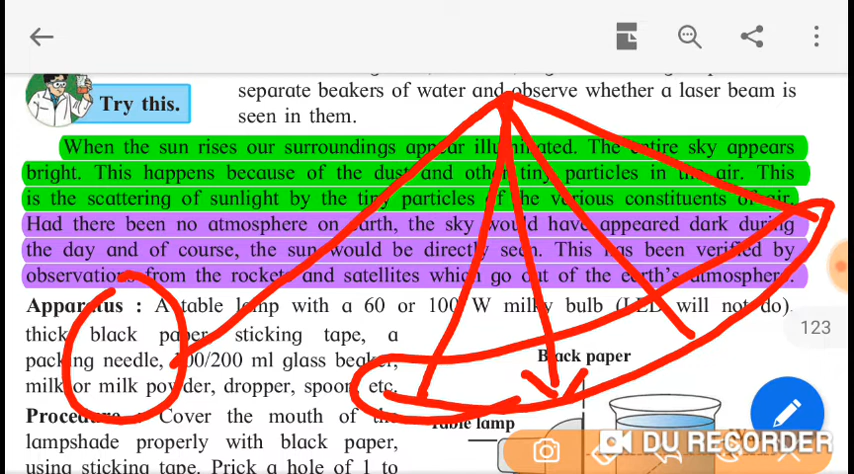 separate beakers of water and observe whether a laser beam is
Try this.
seen in them.
When the sun rises our surroundings appear illuminated. The entire sky appears
bright. This happens because of the dust and other tiny particles in the air. This
is the scattering of sunlight by the tiny particles of the various constituents of air.
Had there been no atmosphere on earth, the sky would have appeared dark during
the day and of course, the sun would be directly seen. This has been verified by
observations from the rockets and satellites which go out of the earth's atmosphere.
Apparatus : A table lamp with a 60 or 100 W milky bulb (LED will not do).
thick black paper, sticking tape, a
packing needle, 100/200 ml glass beaker,
milk or milk powder, dropper, spoon, etc.
Procedure : Cover the mouth of the
lampshade properly with black paper,
using sticking tape. Prick a hole of 1 to
123
Black paper
Table lamp
DU RECORDER